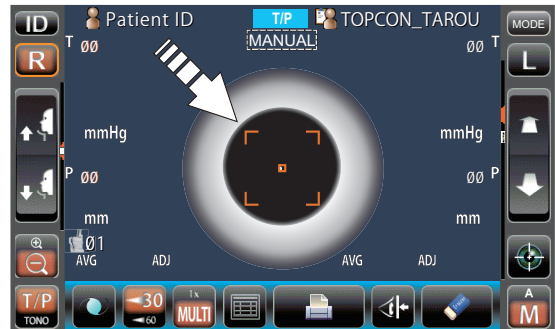 ID
Patient ID
T/P
TOPCON_TAROU
MODE
MANUAL
R
T 00
00 T
L
mmHg
mmHg
P 00
00 P
mm
mm
01
AVG
ADJ
AVG
ADJ
T/P
TONO
30
60
1x
MULTI
A
M